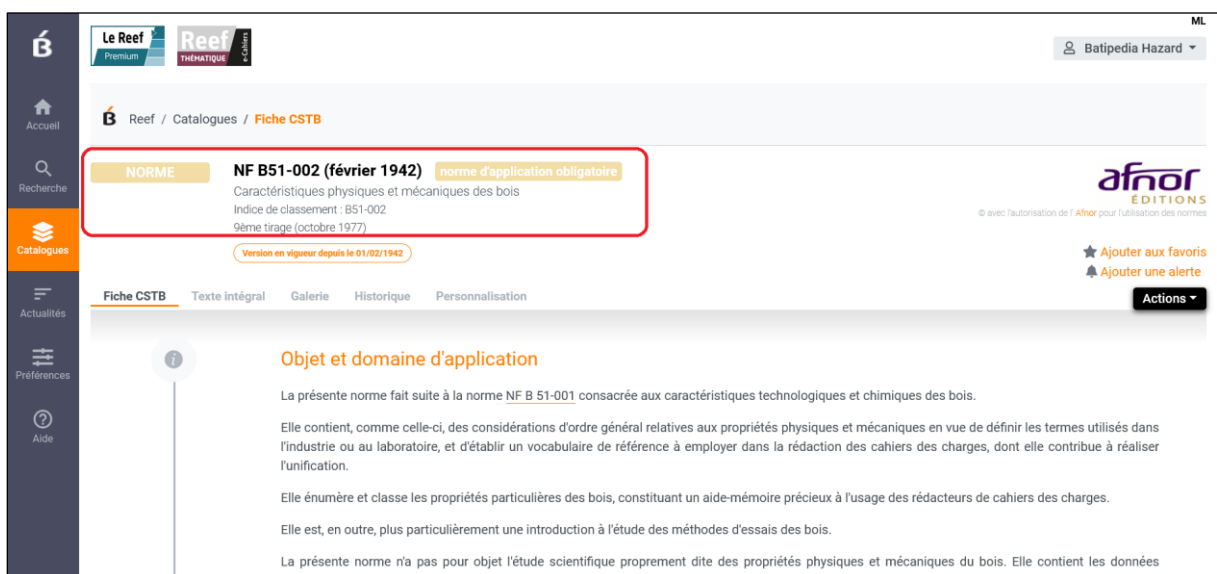 ML
B́
Le Reef
Premium
Reef
THÉMATIQUE
e-Cahiers
Batipedia Hazard
Accueil
Recherche
Catalogues
Actualités
Préférences
Aide
B́ Reef / Catalogues / Fiche CSTB
NORME NF B51-002 (février 1942) norme d'application obligatoire
Caractéristiques physiques et mécaniques des bois
Indice de classement : B51-002
9ème tirage (octobre 1977)
Version en vigueur depuis le 01/02/1942
afnor
ÉDITIONS
© avec l'autorisation de l' Afnor pour l'utilisation des normes
Ajouter aux favoris
Ajouter une alerte
Fiche CSTB Texte intégral Galerie Historique Personnalisation
Actions
Objet et domaine d'application
La présente norme fait suite à la norme NF B 51-001 consacrée aux caractéristiques technologiques et chimiques des bois.
Elle contient, comme celle-ci, des considérations d'ordre général relatives aux propriétés physiques et mécaniques en vue de définir les termes utilisés dans
l'industrie ou au laboratoire, et d'établir un vocabulaire de référence à employer dans la rédaction des cahiers des charges, dont elle contribue à réaliser
l'unification.
Elle énumère et classe les propriétés particulières des bois, constituant un aide-mémoire précieux à l'usage des rédacteurs de cahiers des charges.
Elle est, en outre, plus particulièrement une introduction à l'étude des méthodes d'essais des bois.
La présente norme n'a pas pour objet l'étude scientifique proprement dite des propriétés physiques et mécaniques du bois. Elle contient les données